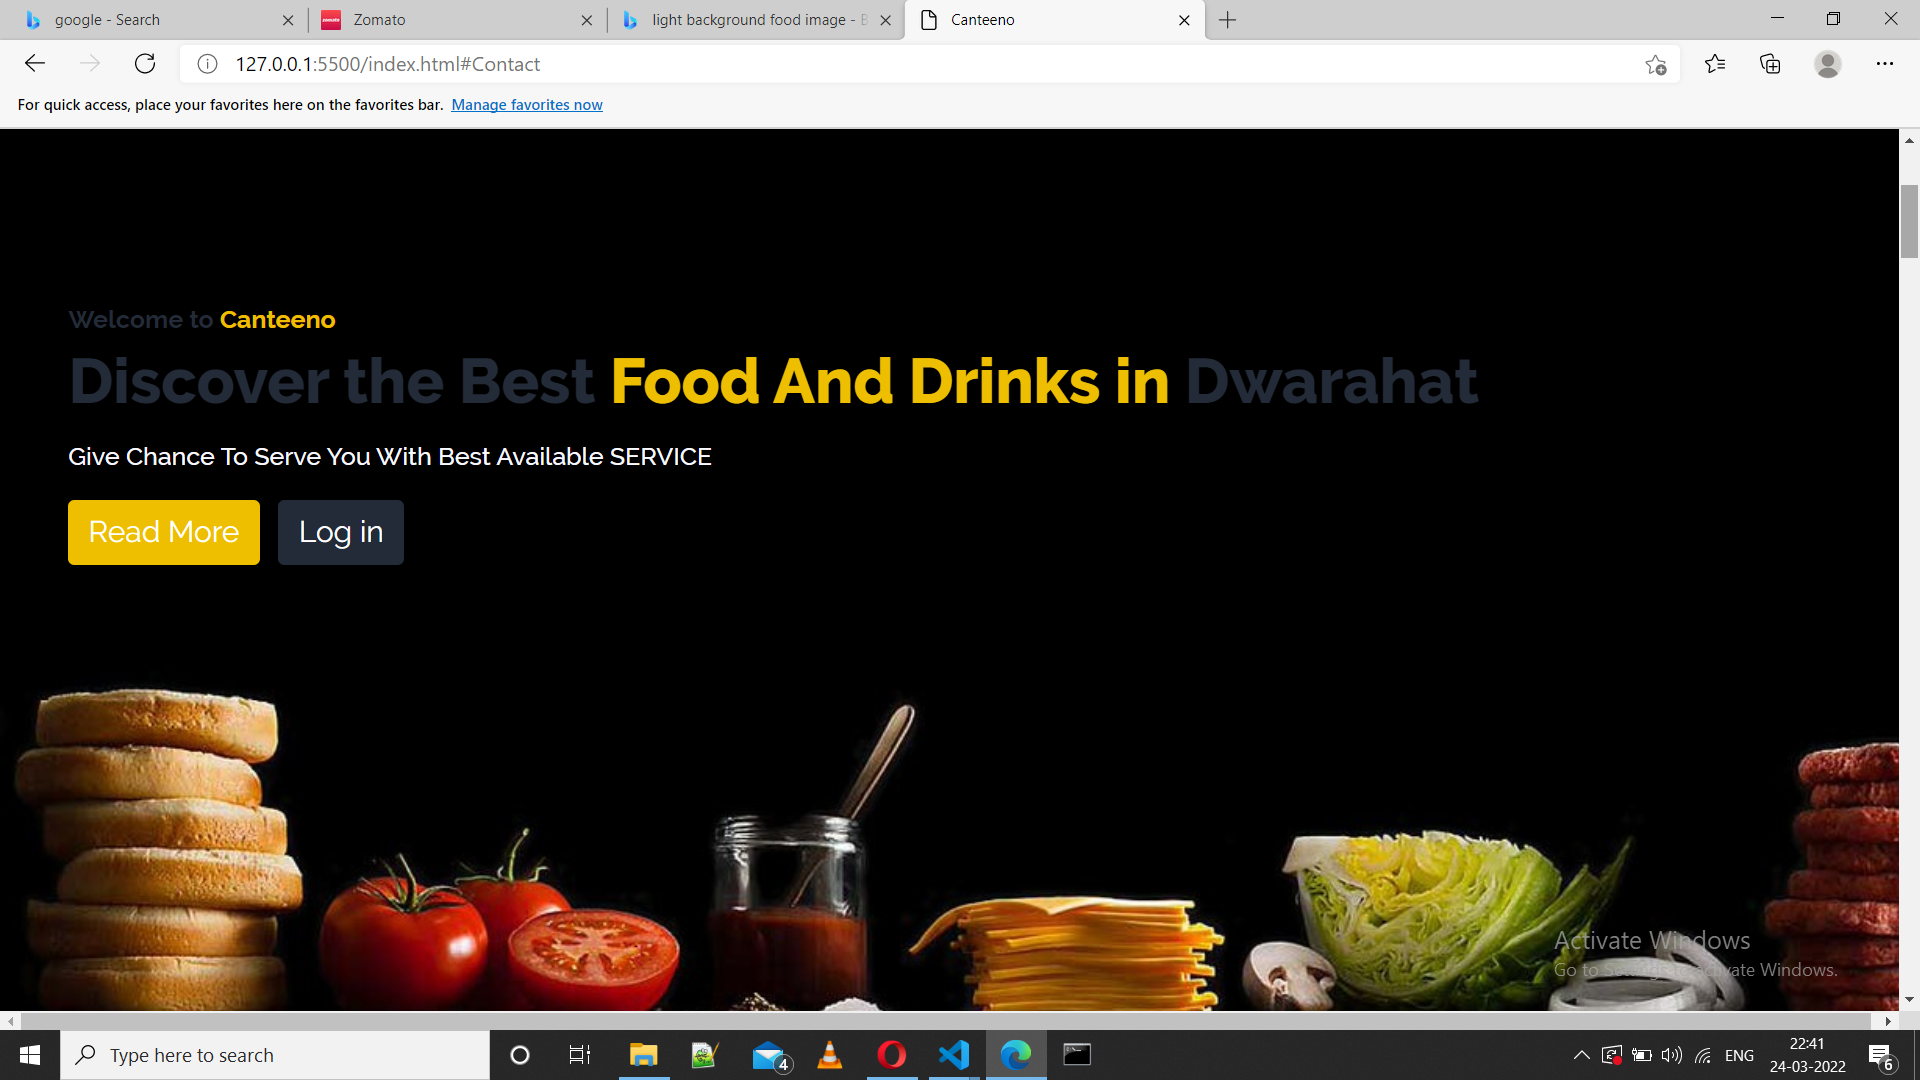 google - Search
Zomato
light background food image - B
Canteeno
127.0.0.1:5500/index.html#Contact
For quick access, place your favorites here on the favorites bar. Manage favorites now
Welcome to Canteeno
Discover the Best Food And Drinks in Dwarahat
Give Chance To Serve You With Best Available SERVICE
Read More
Log in
Activate Windows
Go to Settings to activate Windows.
Type here to search
4
ENG
22:41
24-03-2022
6